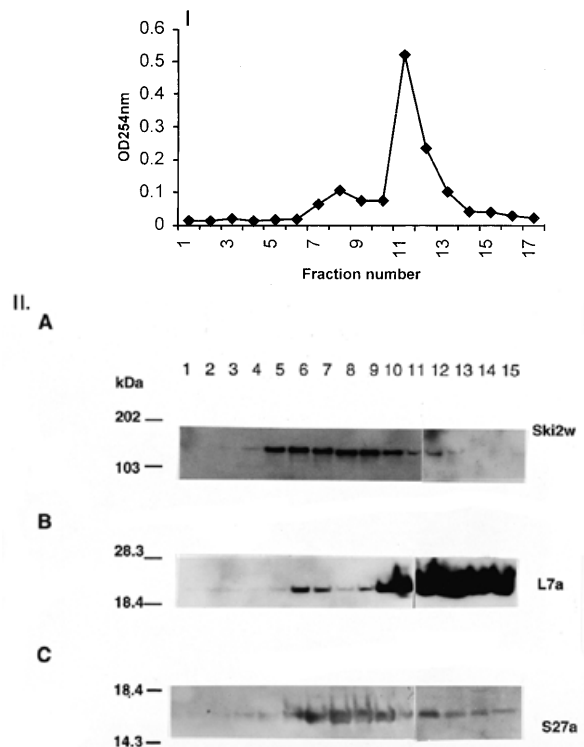 I
0.6
0.5
0.4
0.3
0.2
0.1
0
OD254nm
1 3 5 7 9 11 13 15 17
Fraction number
II.
A
1 2 3 4 5 6 7 8 9 10 11 12 13 14 15
kDa
202
103
Ski2w
B
28.3
18.4
L7a
C
18,4
14.3
S27a